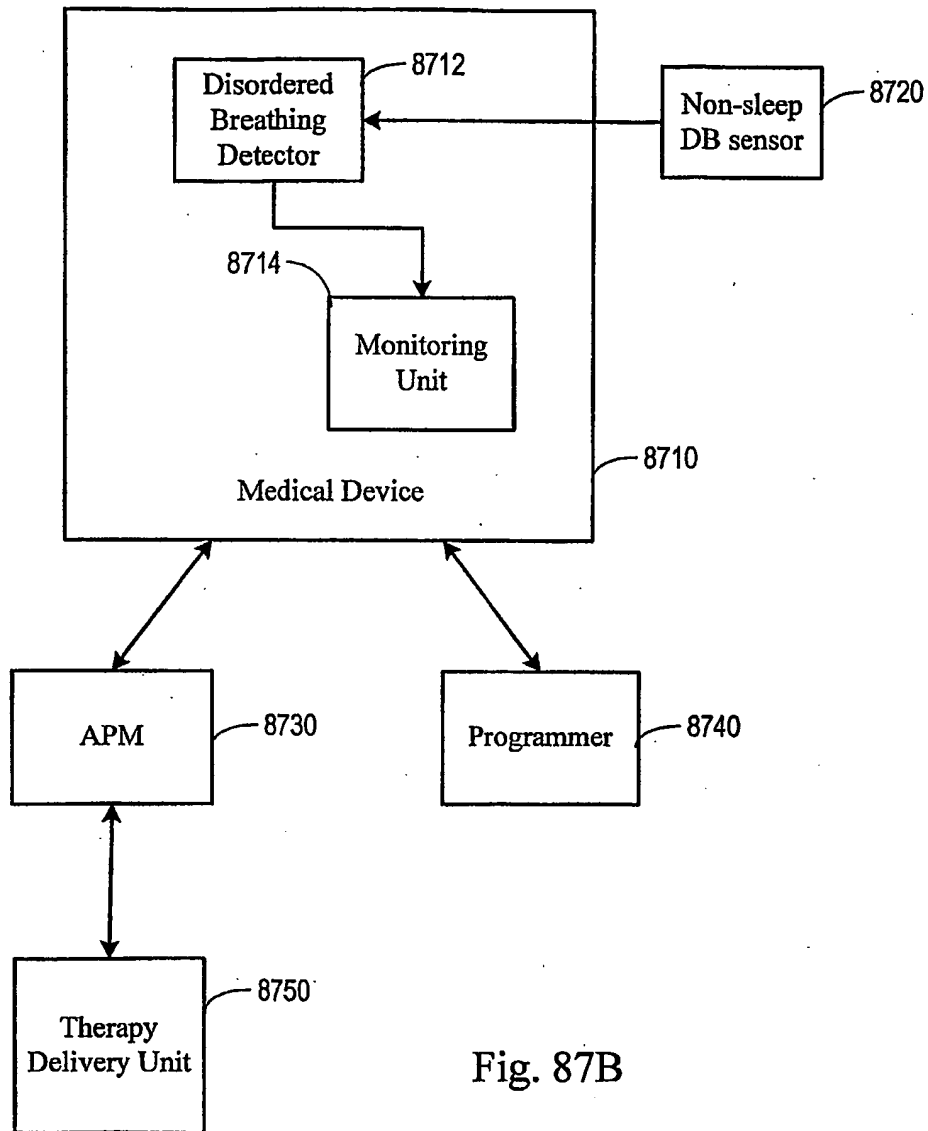 Disordered
Breathing
Detector
8712
Non-sleep
DB sensor
8720
8714
Monitoring
Unit
8710
Medical Device
APM
8730
Programmer
8740
Therapy
Delivery Unit
8750
Fig. 87B